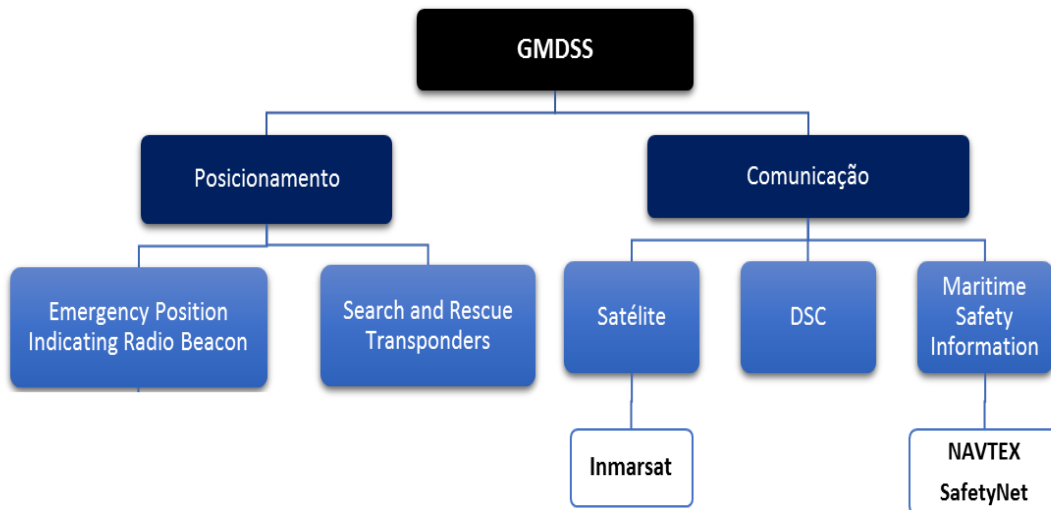 GMDSS
Posicionamento
Comunicação
Emergency Position
Indicating Radio Beacon
Search and Rescue
Transponders
Satélite
DSC
Maritime
Safety
Information
Inmarsat
NAVTEX
SafetyNet